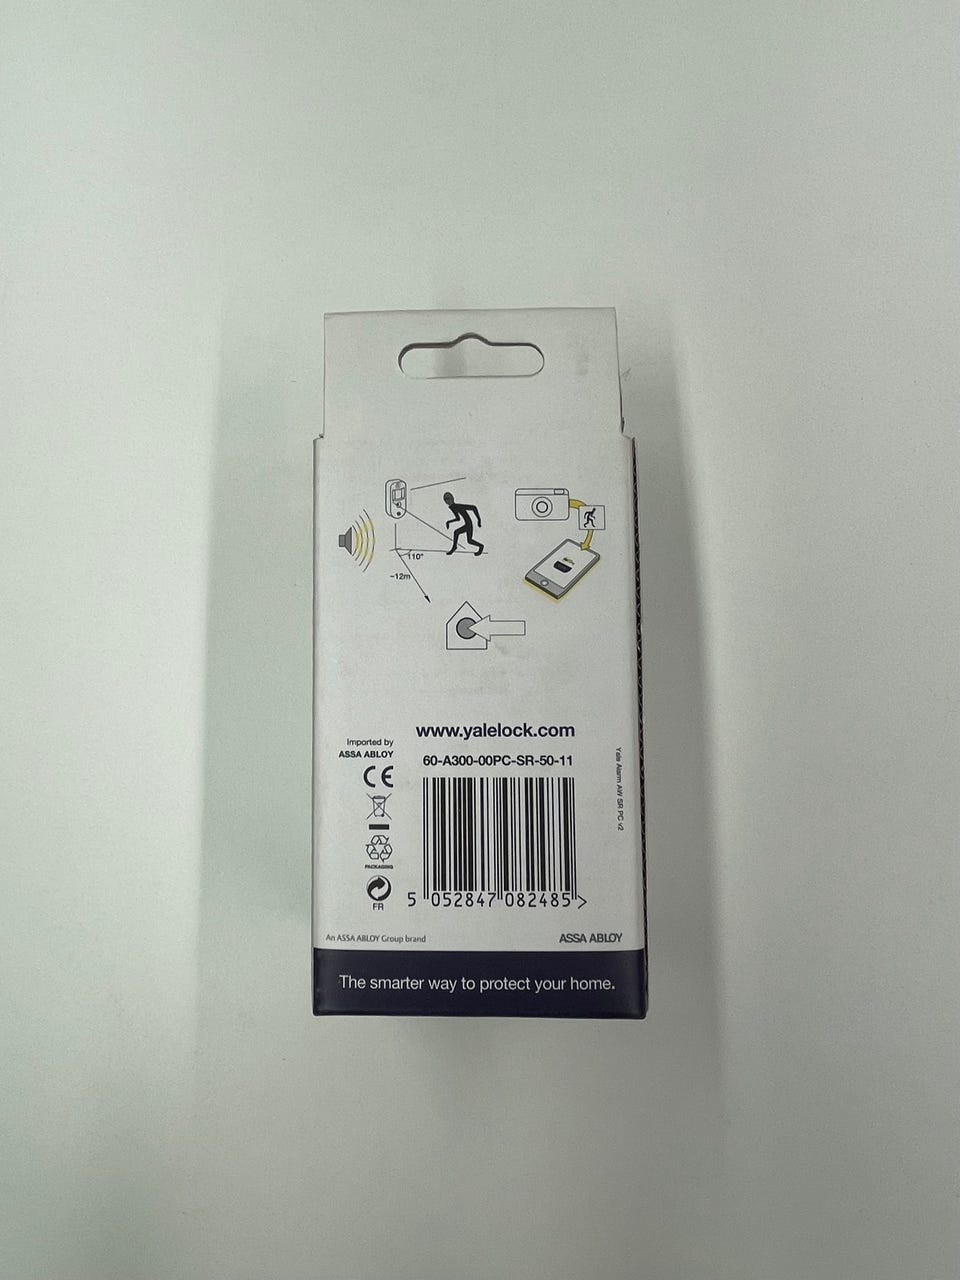 110°
~12m
www.yalelock.com
60-A300-00PC-SR-50-11
Imported by
ASSA ABLOY
CE
PACKAGING
FR
5 052847 082485 >
Yale Alarm AW SR PC v2
An ASSA ABLOY Group brand
ASSA ABLOY
The smarter way to protect your home.